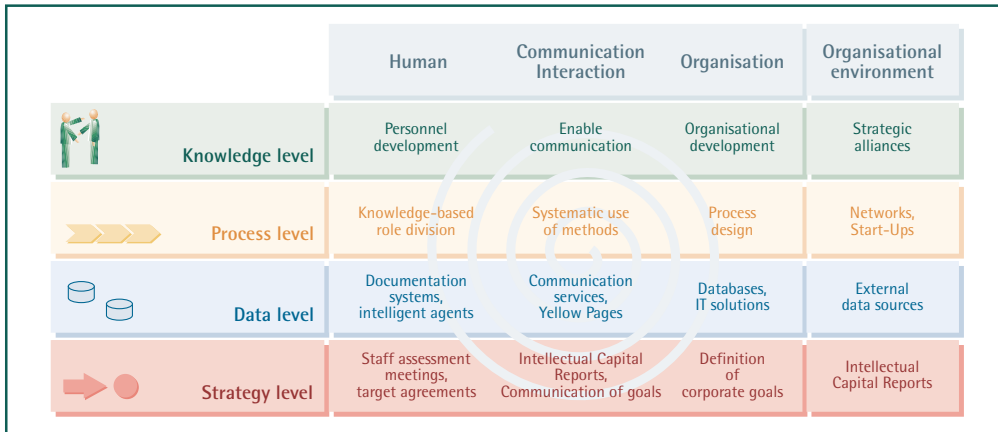 Human
Communication
Interaction
Organisation
Organisational
environment
Knowledge level
Personnel
development
Enable
communication
Organisational
development
Strategic
alliances
Process level
Knowledge-based
role division
Systematic use
of methods
Process
design
Networks,
Start-Ups
Data level
Documentation
systems,
intelligent agents
Communication
services,
Yellow Pages
Databases,
IT solutions
External
data sources
Strategy level
Staff assessment
meetings,
target agreements
Intellectual Capital
Reports,
Communication of goals
Definition
of
corporate goals
Intellectual
Capital Reports